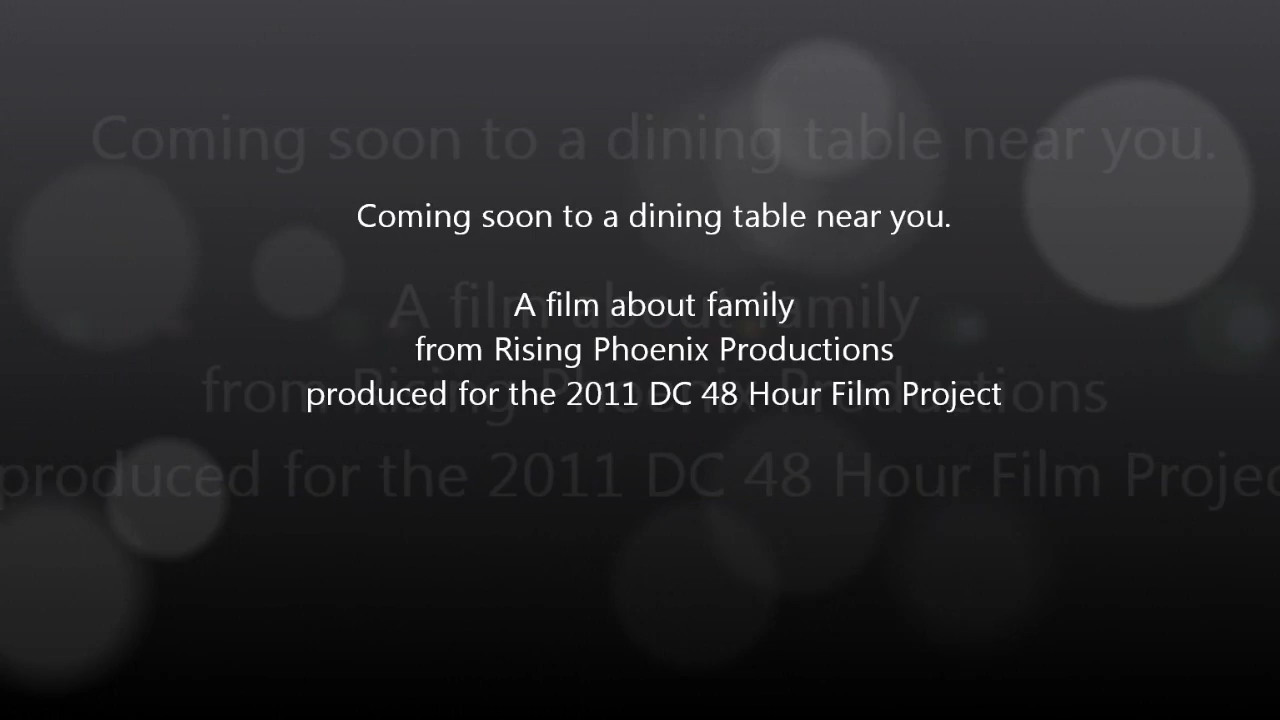 Coming soon to a dining table near you.
A film about family
from Rising Phoenix Productions
produced for the 2011 DC 48 Hour Film Project